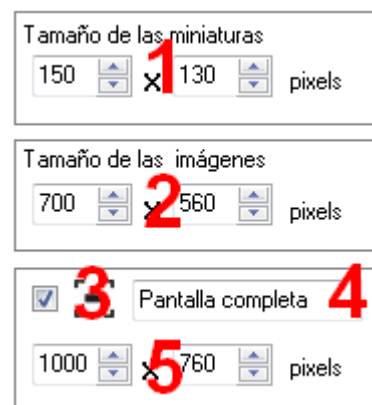 Tamaño de las miniaturas
1
150 x 130 pixels
Tamaño de las imágenes
2
700 x 560 pixels
3 Pantalla completa 4
1000 x 760 pixels
5